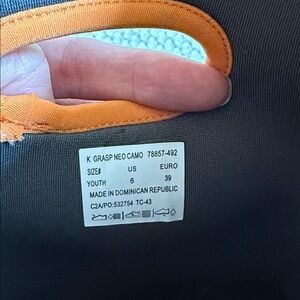 K GRASP NEO CAMO 78857-492
SIZE# US EURO
YOUTH 6 39
MADE IN DOMINICAN REPUBLIC
C2A/PO:532754 TC-43